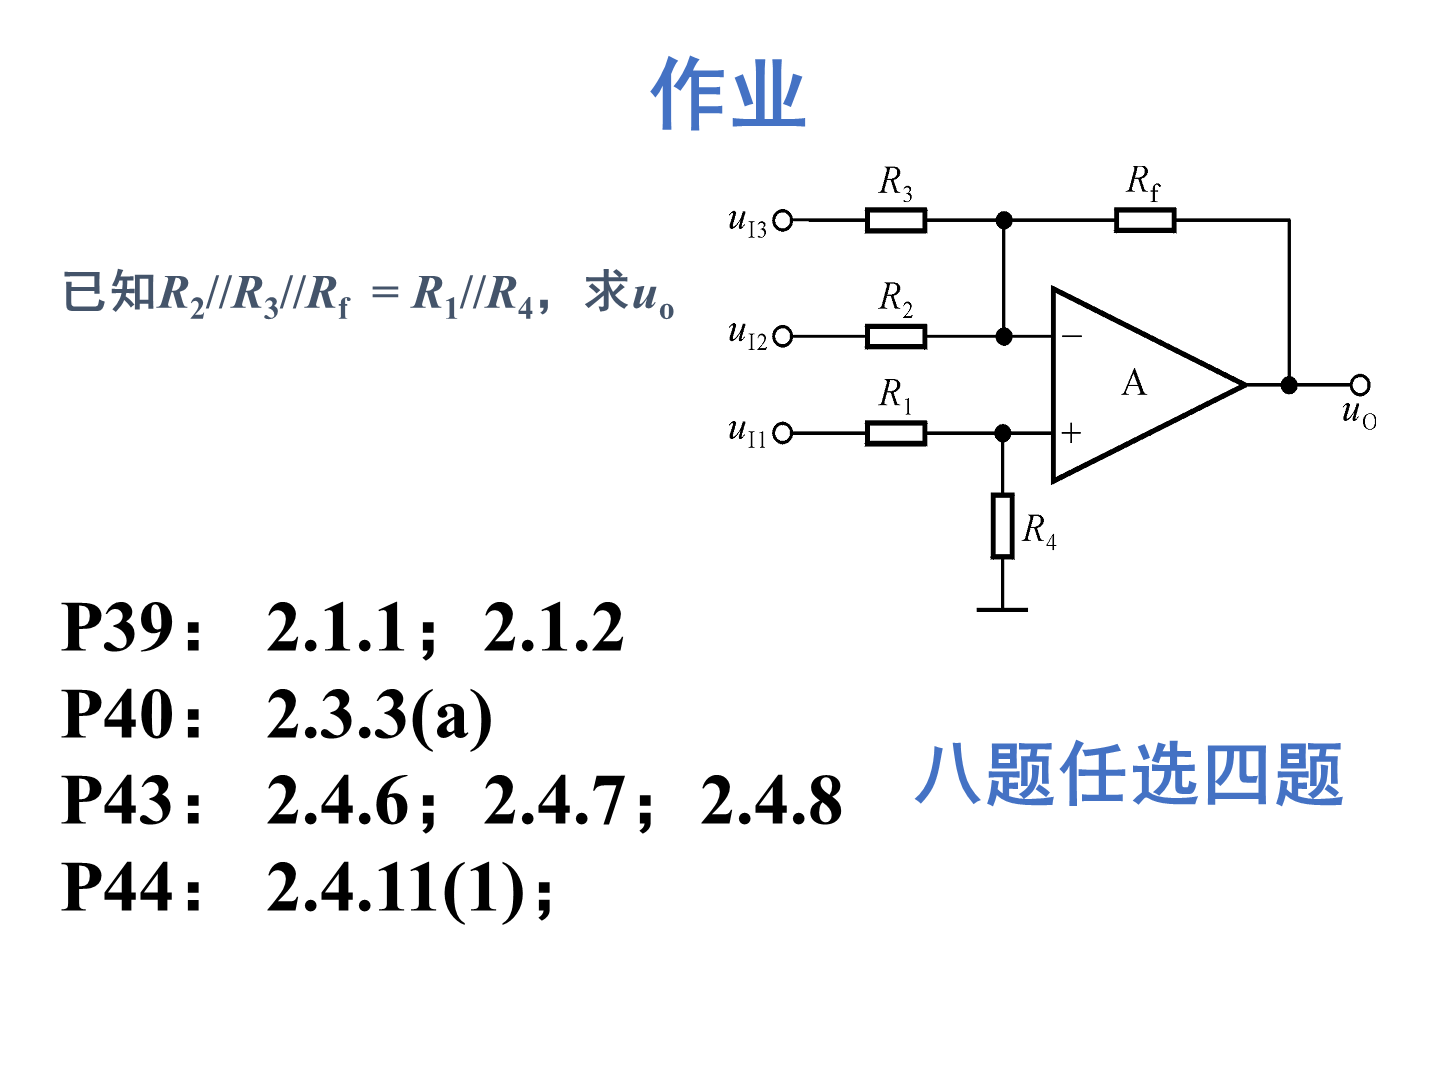 作业
已知R2//R3//Rf = R1//R4，求uo
R3
Rf
uI3
R2
uI2
−
A
R1
uI1
+
uO
R4
P39： 2.1.1；2.1.2
P40： 2.3.3(a)
P43： 2.4.6；2.4.7；2.4.8
八题任选四题
P44： 2.4.11(1)；